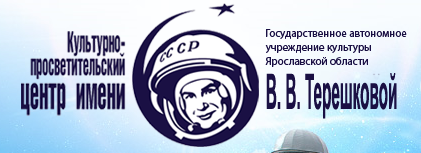 Культурно-
просветительский
центр имени
СССР
Государственное автономное
учреждение культуры
Ярославской области
В. В. Терешковой